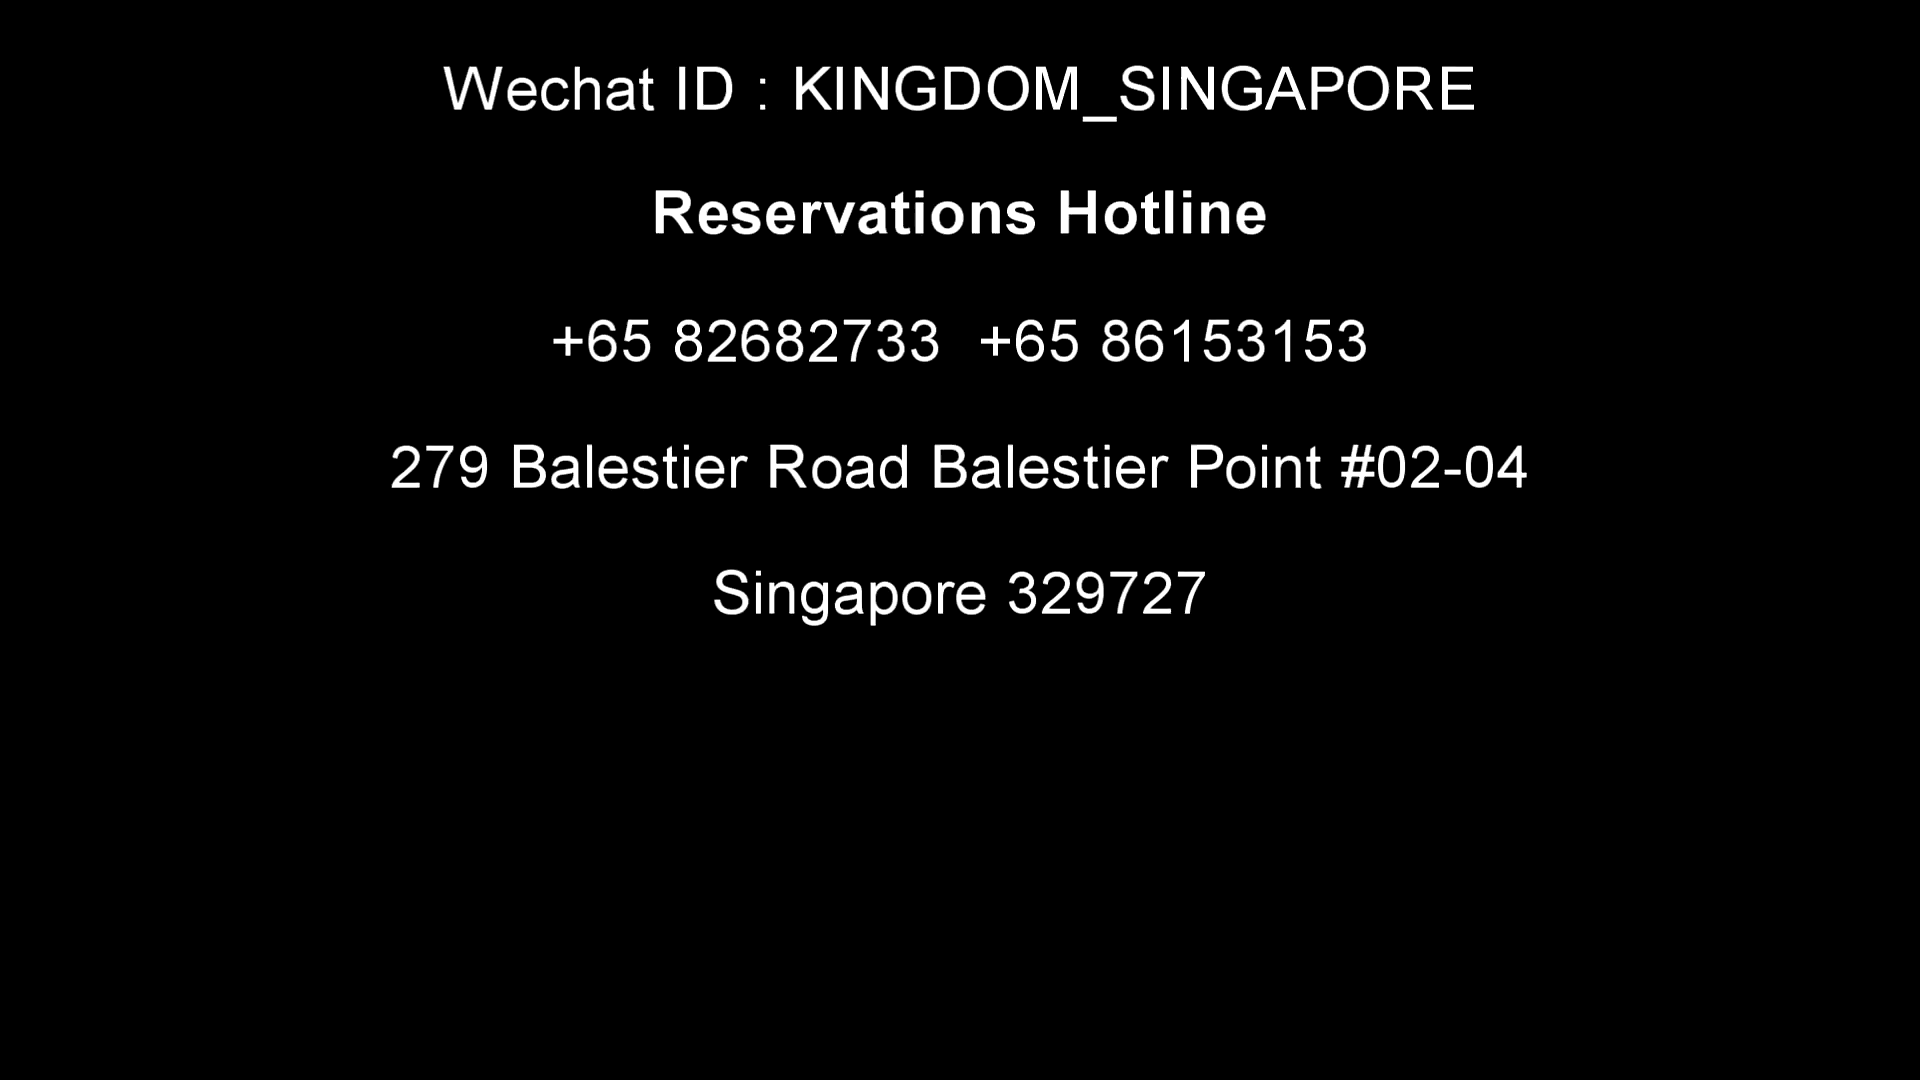 Wechat ID : KINGDOM_SINGAPORE
Reservations Hotline
+65 82682733  +65 86153153
279 Balestier Road Balestier Point #02-04
Singapore 329727